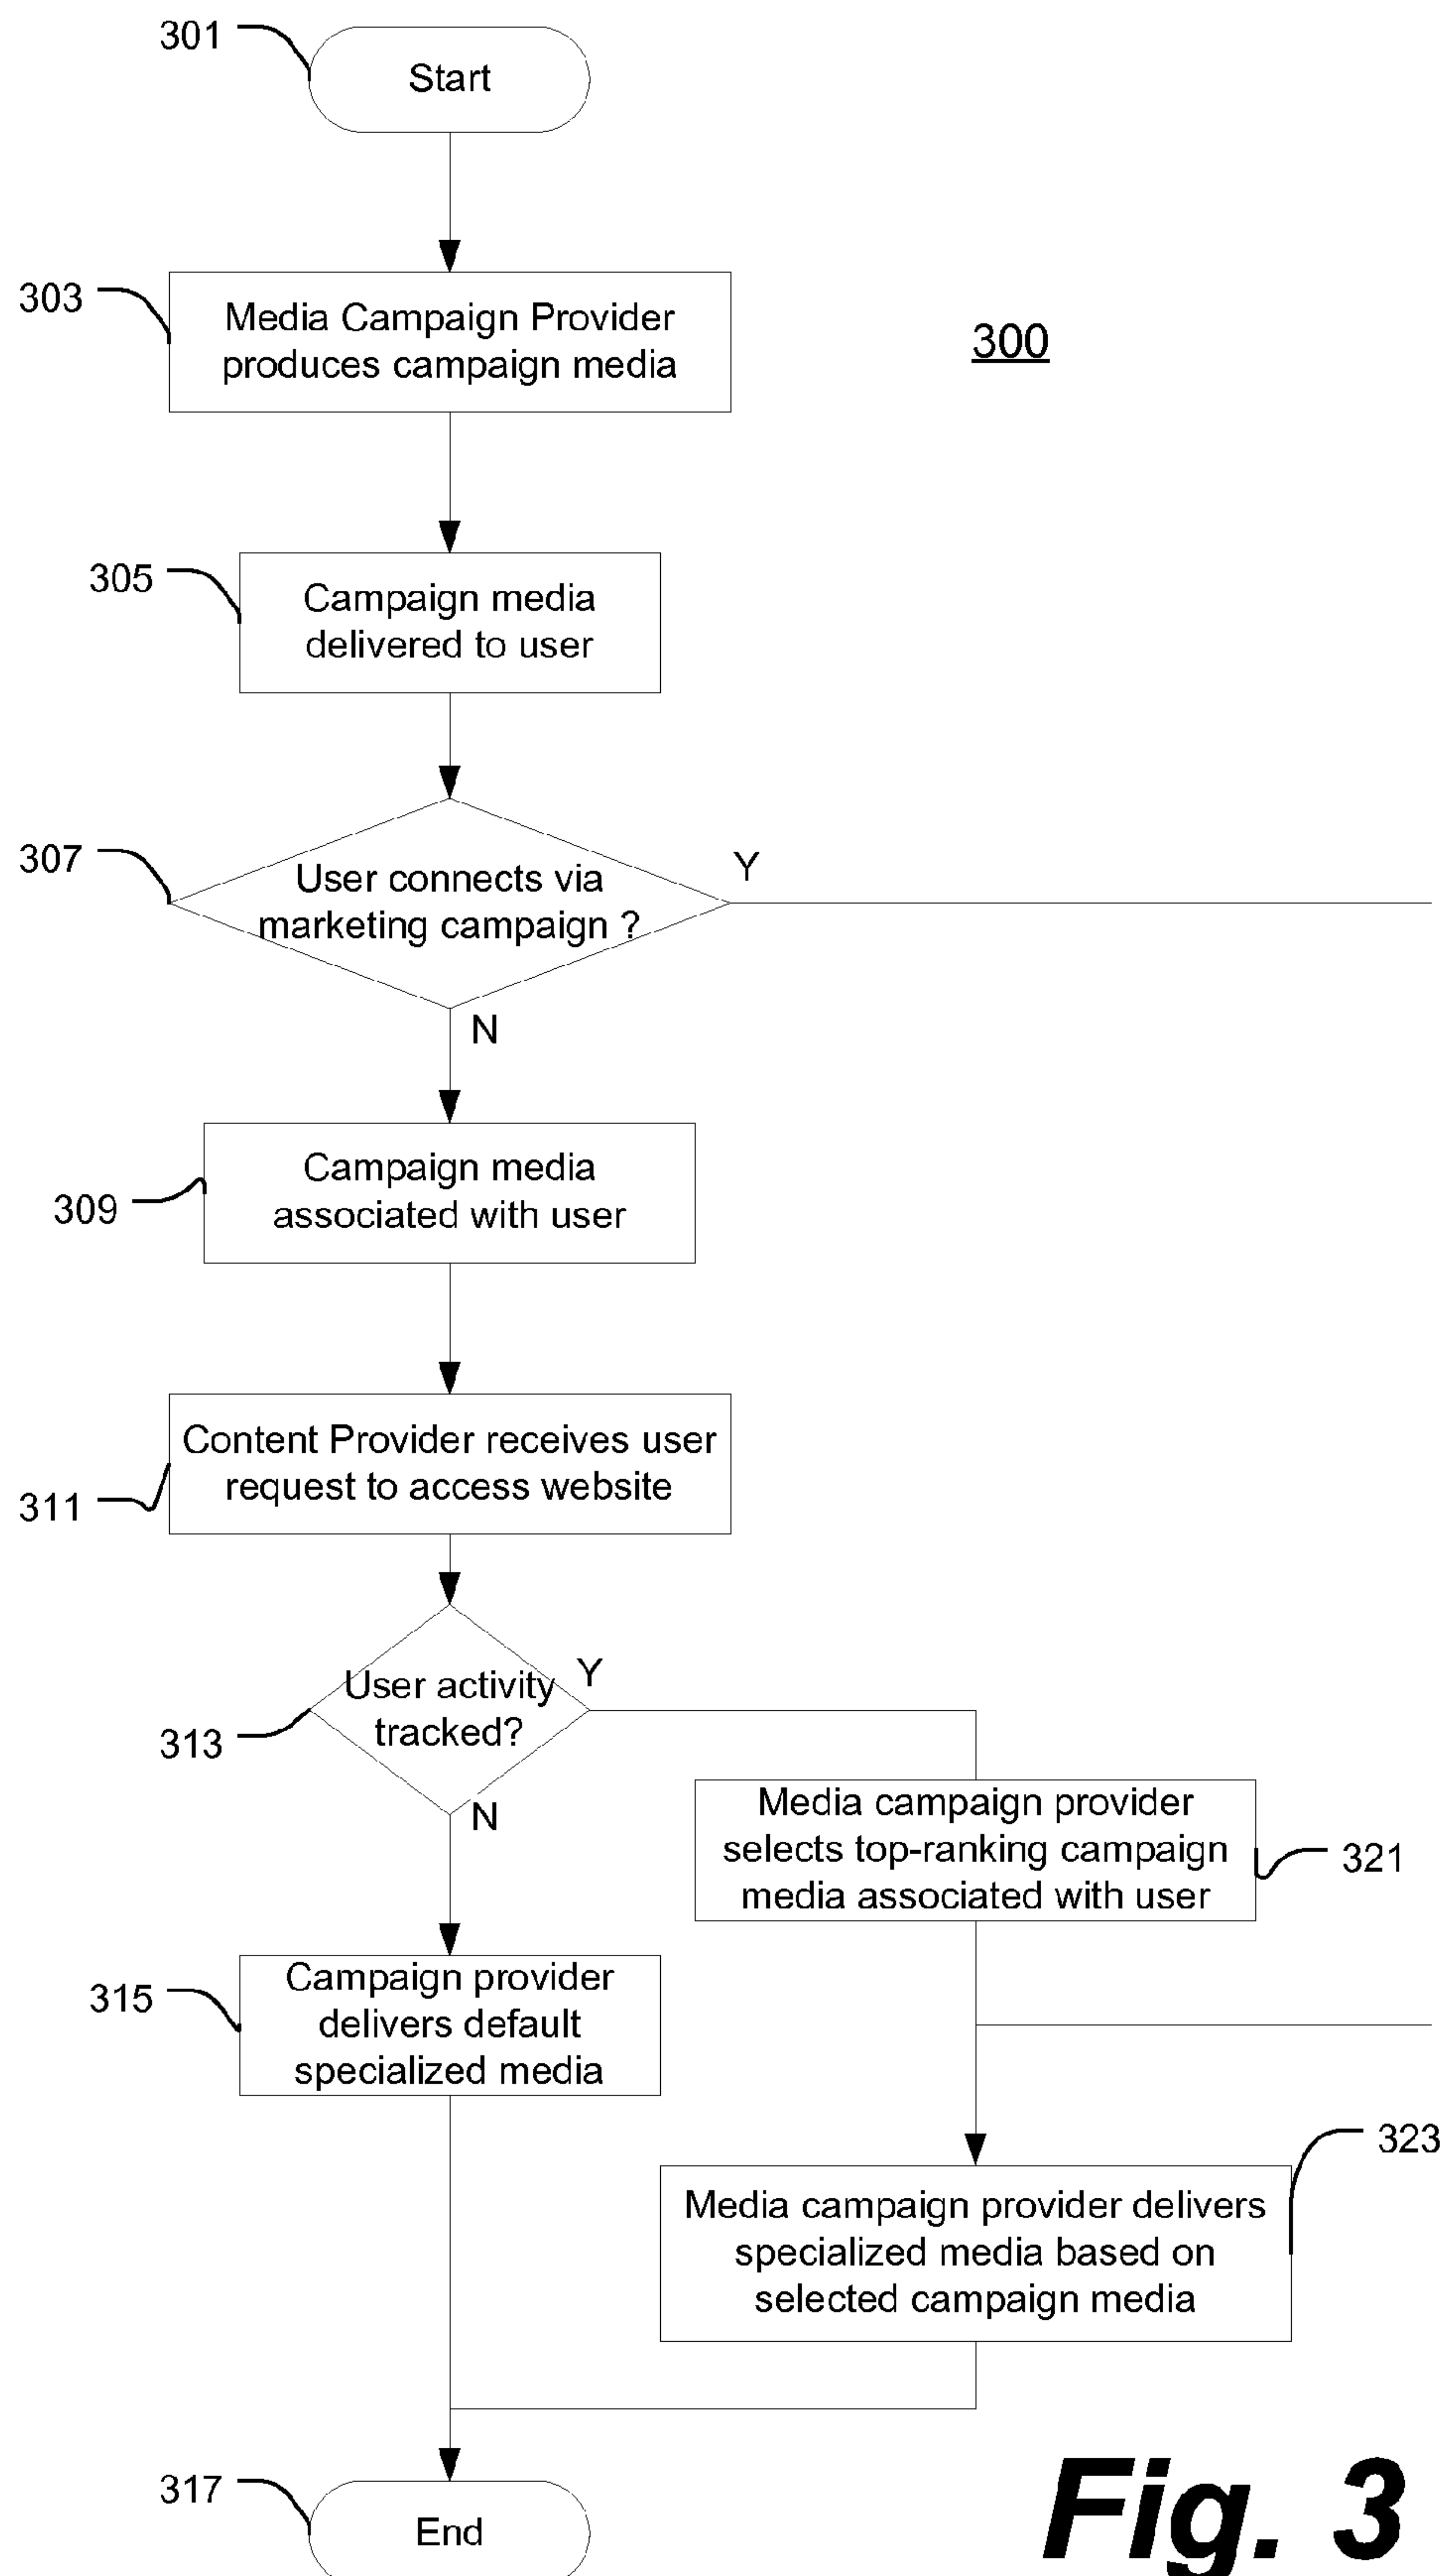 301
Start
303
Media Campaign Provider
produces campaign media
300
305
Campaign media
delivered to user
307
User connects via
marketing campaign ?
Y
N
309
Campaign media
associated with user
311
Content Provider receives user
request to access website
313
User activity
tracked?
Y
N
Media campaign provider
selects top-ranking campaign
media associated with user
321
315
Campaign provider
delivers default
specialized media
323
Media campaign provider delivers
specialized media based on
selected campaign media
317
End
Fig. 3